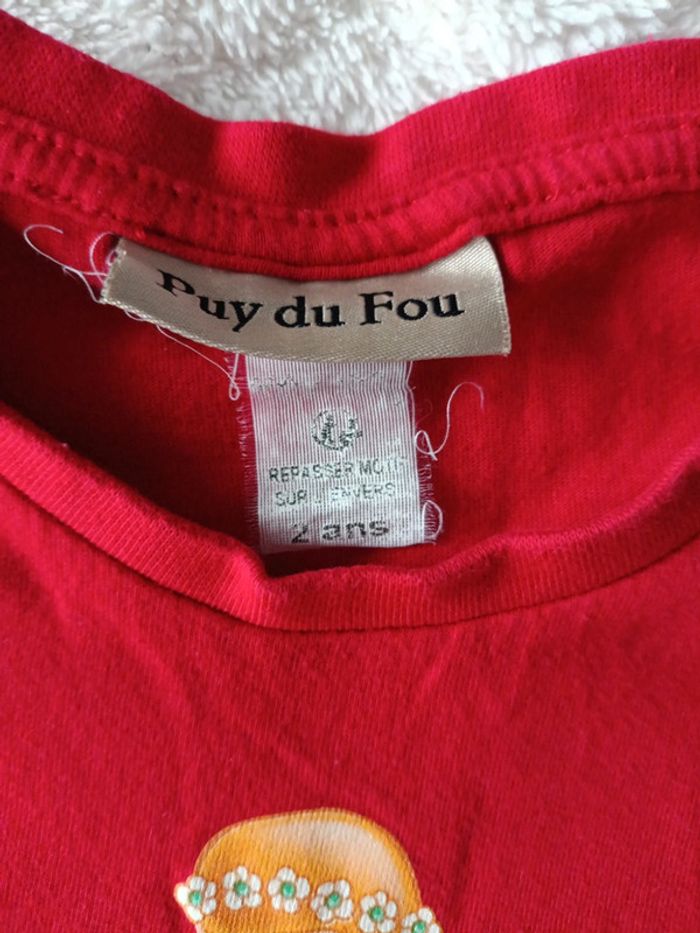 Puy du Fou
REPASSER MOTIF
SUR L'ENVERS
2 ans